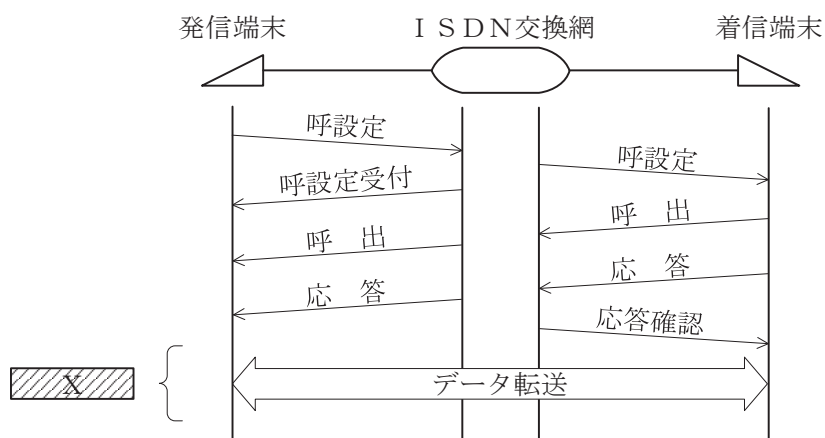 発信端末
ＩＳＤＮ交換網
着信端末
呼設定
呼設定
呼設定受付
呼　出
呼　出
応　答
応　答
応答確認
X
データ転送